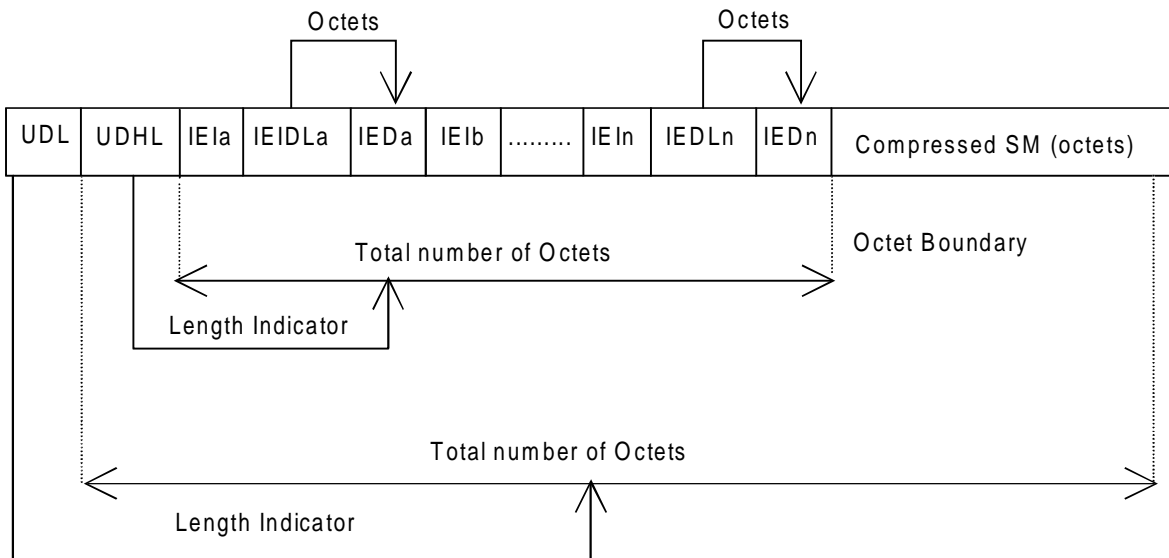 Octets Octets
UDL UDHL IEIa IEIDLa IEDa IEIb ......... IEIn IEDLn IEDn Compressed SM (octets)
Total number of Octets Octet Boundary
Length Indicator
Total number of Octets
Length Indicator